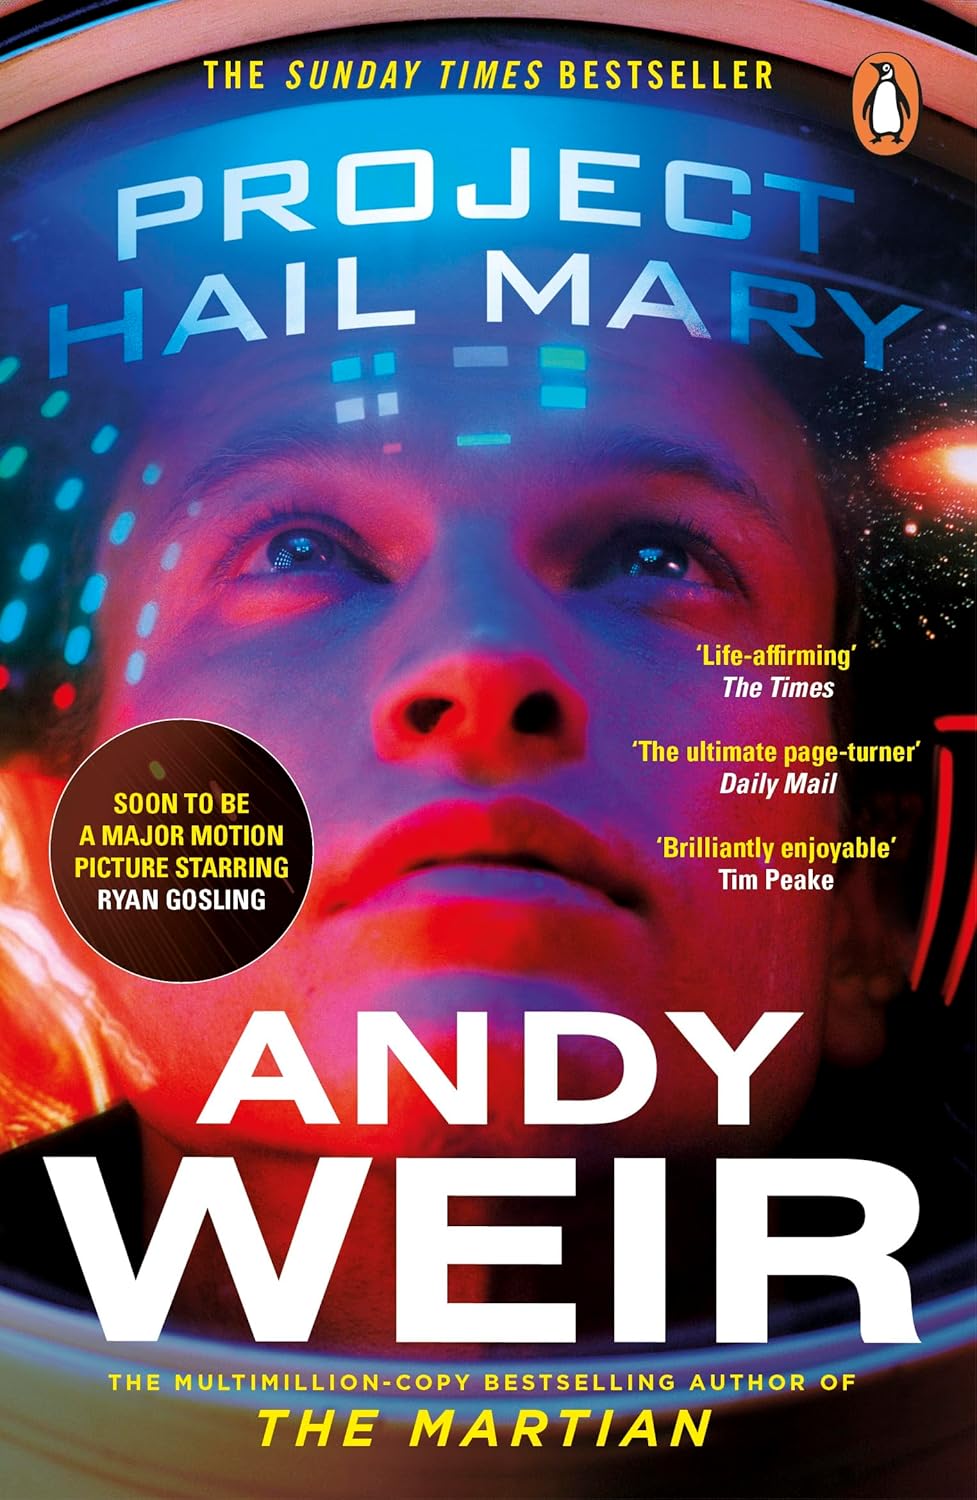 THE SUNDAY TIMES BESTSELLER
PROJECT
HAIL MARY
‘Life-affirming’
The Times
‘The ultimate page-turner’
Daily Mail
‘Brilliantly enjoyable’
Tim Peake
SOON TO BE
A MAJOR MOTION
PICTURE STARRING
RYAN GOSLING
ANDY
WEIR
THE MULTIMILLION-COPY BESTSELLING AUTHOR OF
THE MARTIAN